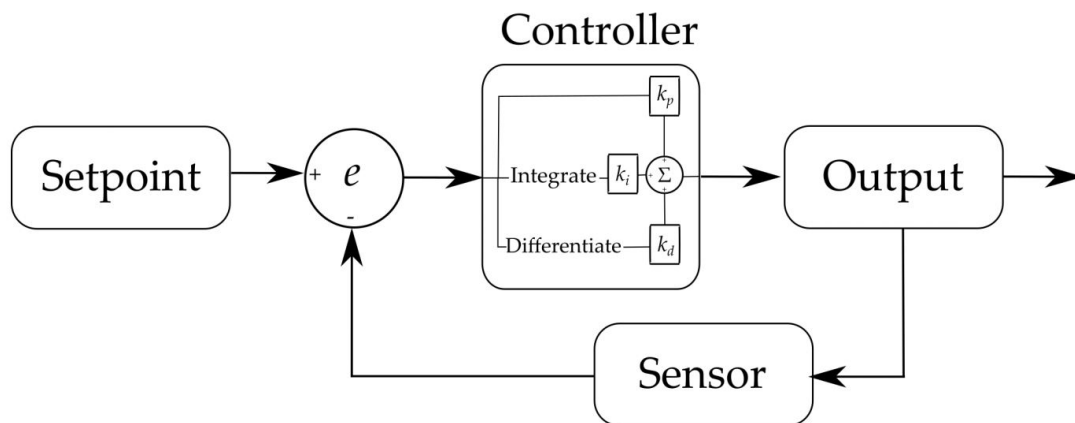 Controller
k_p
Setpoint
+ e
-
Integrate k_i + Σ
+
+
Differentiate k_d
Output
Sensor